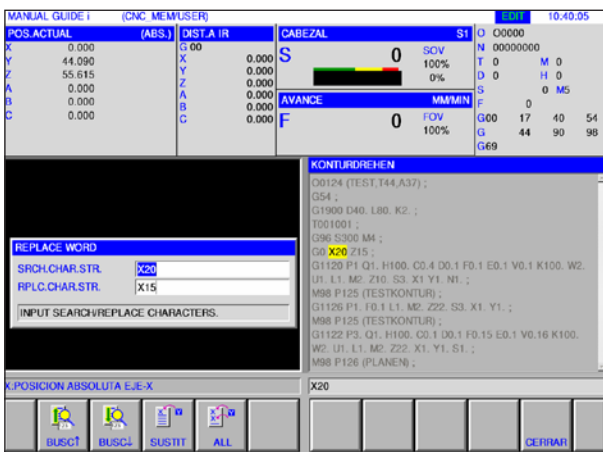 MANUAL GUIDE i (CNC_MEM/USER) EDIT 10:40:05
POS.ACTUAL (ABS.)
X 0.000
Y 44.090
Z 55.615
A 0.000
B 0.000
C 0.000
DIST.A IR
G 00
X 0.000
Y 0.000
Z 0.000
A 0.000
B 0.000
C 0.000
CABEZAL S1
S 0 SOV
100%
0%
AVANCE MM/MIN
F 0 FOV
100%
O O0000
N 00000000
T 0 M 0
D 0 H 0
S 0 M5
F 0
G00 17 40 54
G 44 90 98
G69
REPLACE WORD
SRCH.CHAR.STR. X20
RPLC.CHAR.STR. X15
INPUT SEARCH/REPLACE CHARACTERS.
KONTURDREHEN
O0124 (TEST,T44,A37) ;
G54 ;
G1900 D40. L80. K2. ;
T001001 ;
G96 S300 M4 ;
G0 X20 Z15 ;
G1120 P1 Q1. H100. C0.4 D0.1 F0.1 E0.1 V0.1 K100. W2.
U1. L1. M2. Z10. S3. X1. Y1. N1. ;
M98 P125 (TESTKONTUR) ;
G1126 P1. F0.1 L1. M2. Z22. S3. X1. Y1. ;
M98 P125 (TESTKONTUR) ;
G1122 P3. Q1. H100. C0.1 D0.1 F0.15 E0.1 V0.16 K100.
W2. U1. L1. M2. Z22. X1. Y1. S1. ;
M98 P126 (PLANEN) ;
X:POSICION ABSOLUTA EJE-X
X20
BUSC↑ BUSC↓ SUSTIT ALL CERRAR